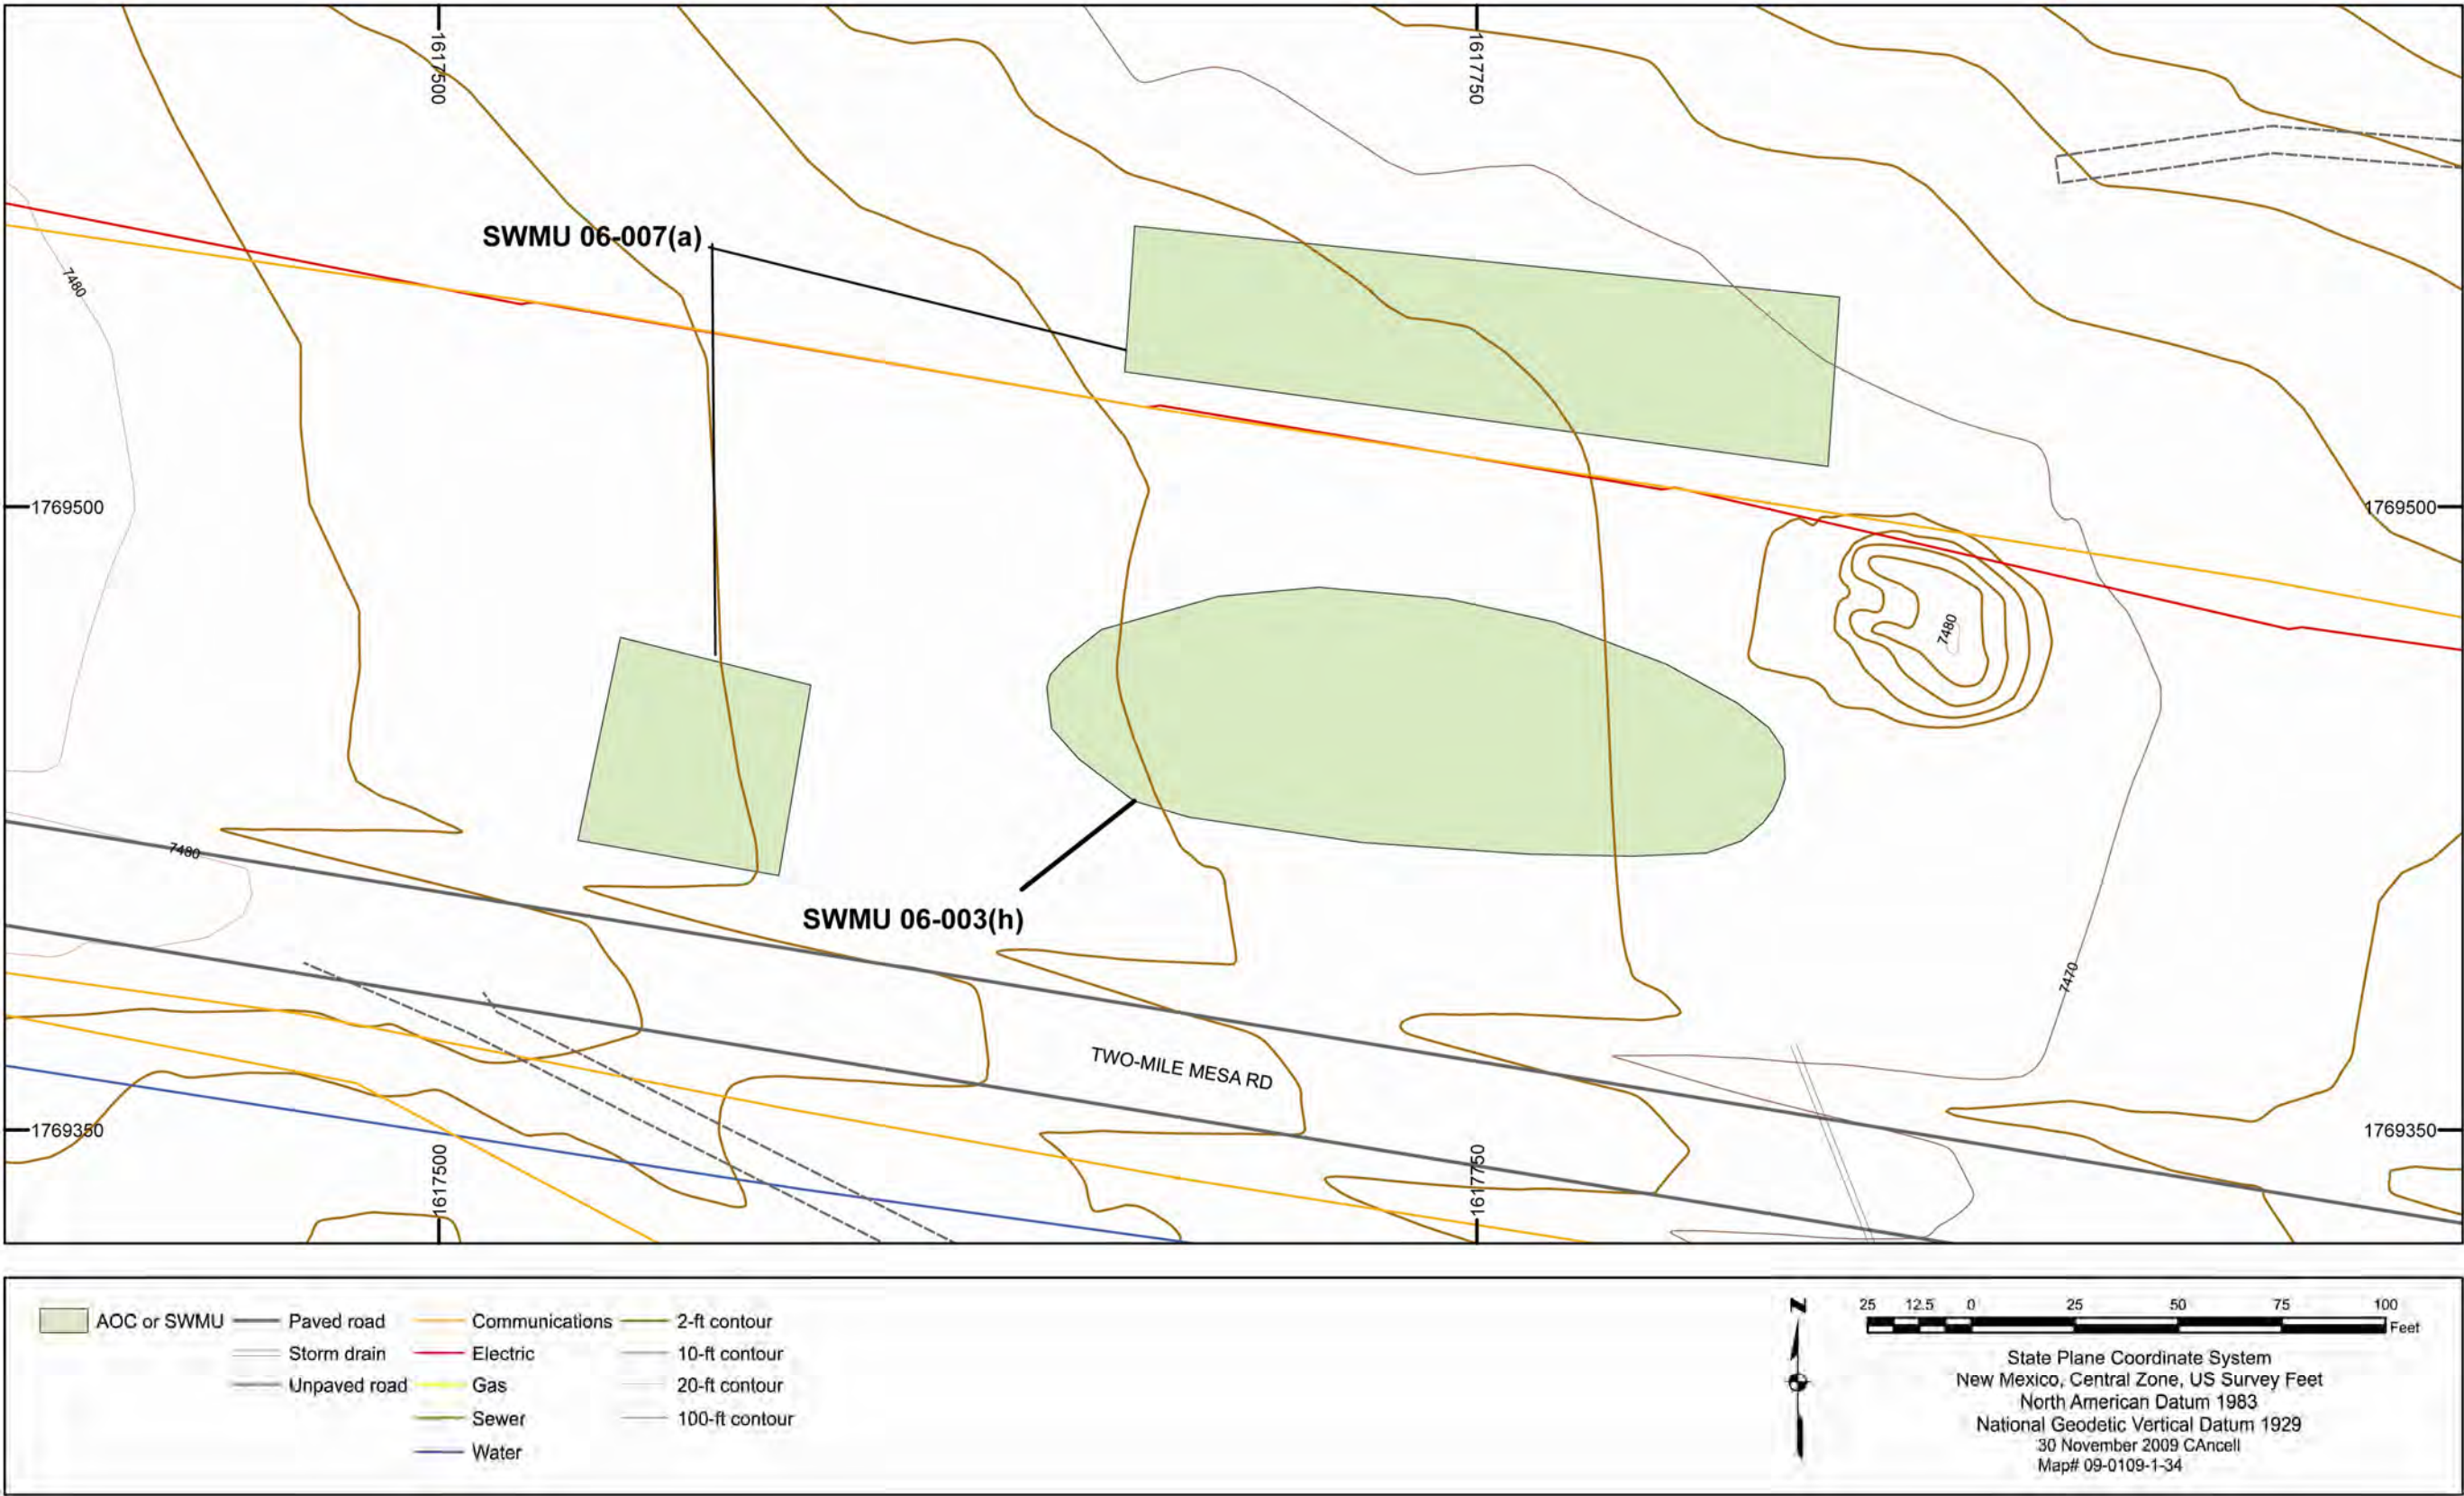 1617500
1617750
SWMU 06-007(a)
7480
1769500
1769500
7480
7480
SWMU 06-003(h)
7470
TWO-MILE MESA RD
1769350
1769350
1617500
1617750
AOC or SWMU
Paved road
Storm drain
Unpaved road
Communications
Electric
Gas
Sewer
Water
2-ft contour
10-ft contour
20-ft contour
100-ft contour
N
25 12.5 0 25 50 75 100
Feet
State Plane Coordinate System
New Mexico, Central Zone, US Survey Feet
North American Datum 1983
National Geodetic Vertical Datum 1929
30 November 2009 CAncell
Map# 09-0109-1-34